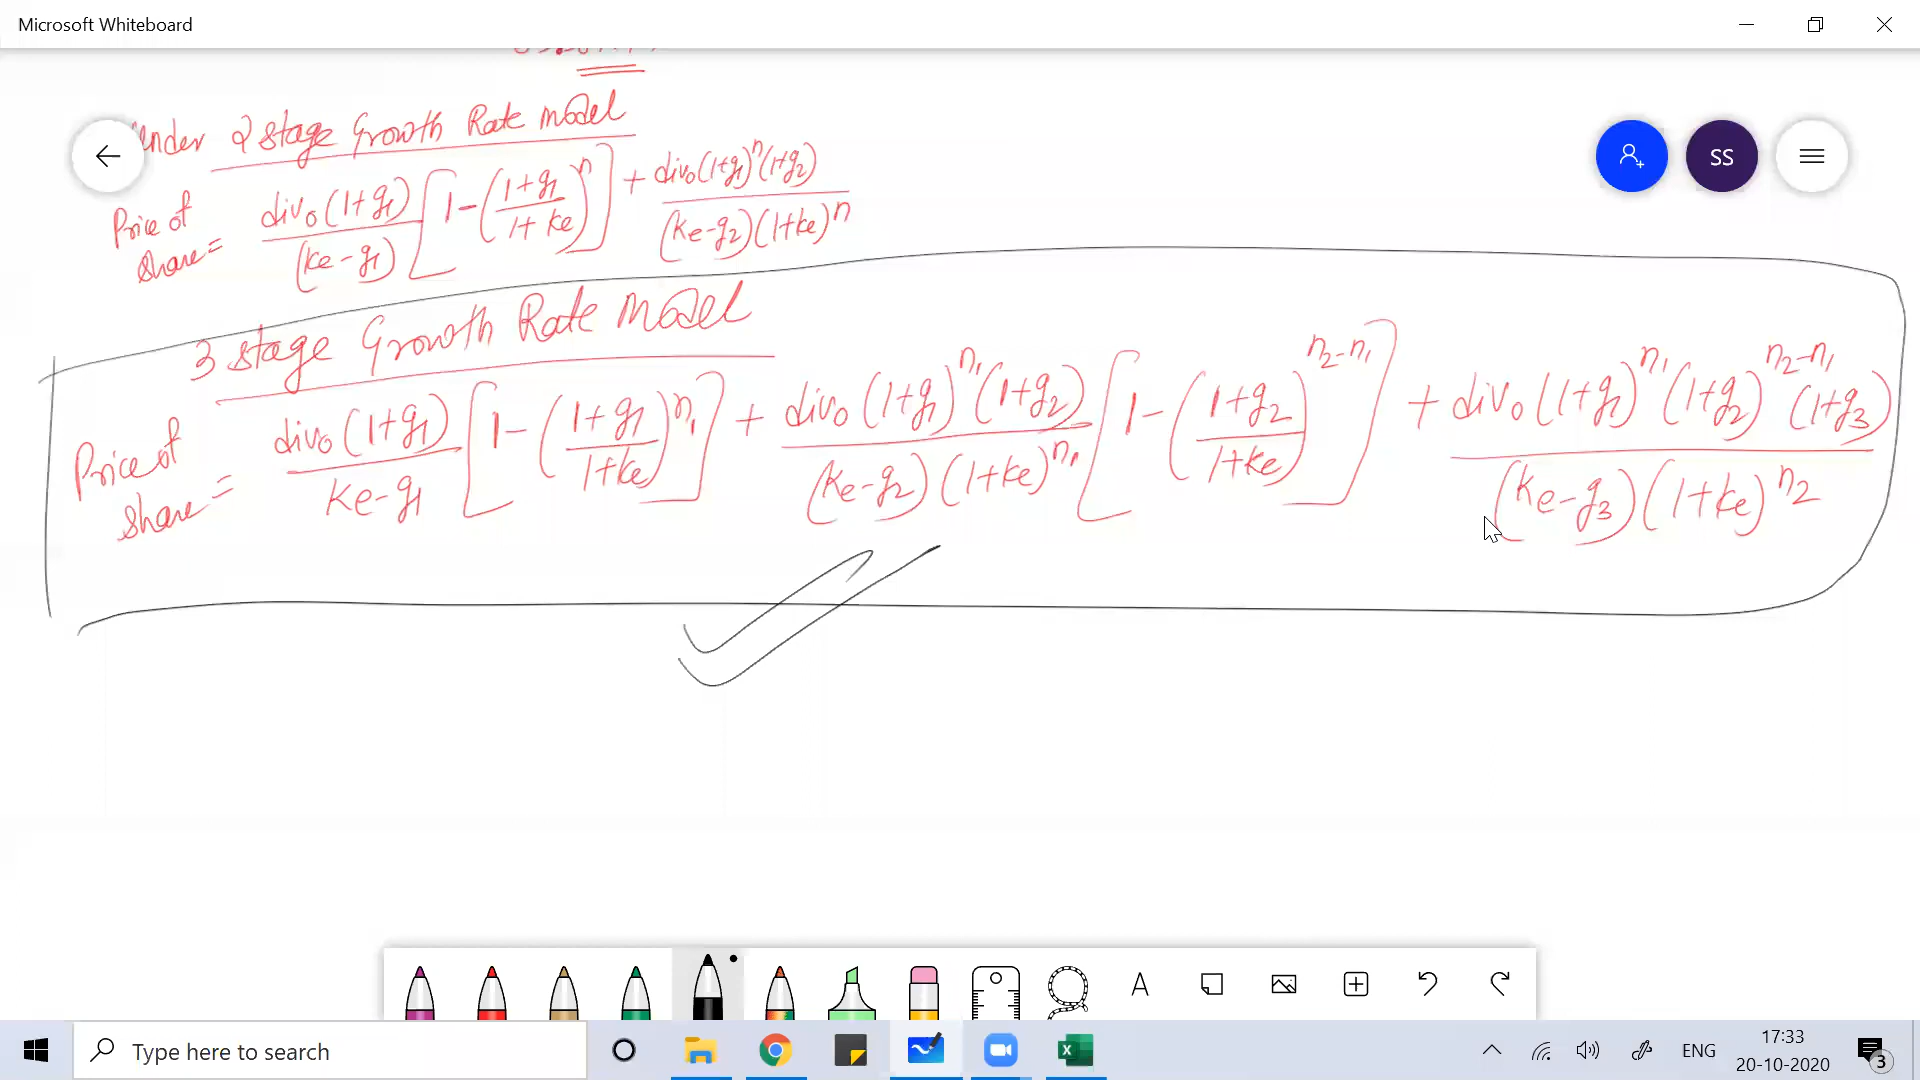 Microsoft Whiteboard
Under 2 stage Growth Rate model
Price of share = div₀(1+g₁)/(ke-g₁) [1-((1+g₁)/(1+ke))ⁿ] + div₀(1+g₁)ⁿ(1+g₂)/(ke-g₂)(1+ke)ⁿ
SS
3 stage Growth Rate Model
Price of share = div₀(1+g₁)/ke-g₁ [1-((1+g₁)/(1+ke))^n₁] + div₀(1+g₁)^n₁(1+g₂)/(ke-g₂)(1+ke)^n₁ [1-((1+g₂)/(1+ke))^n₂-n₁] + div₀(1+g₁)^n₁(1+g₂)^n₂-n₁(1+g₃)/(ke-g₃)(1+ke)^n₂
A
Type here to search
ENG
17:33
20-10-2020
3